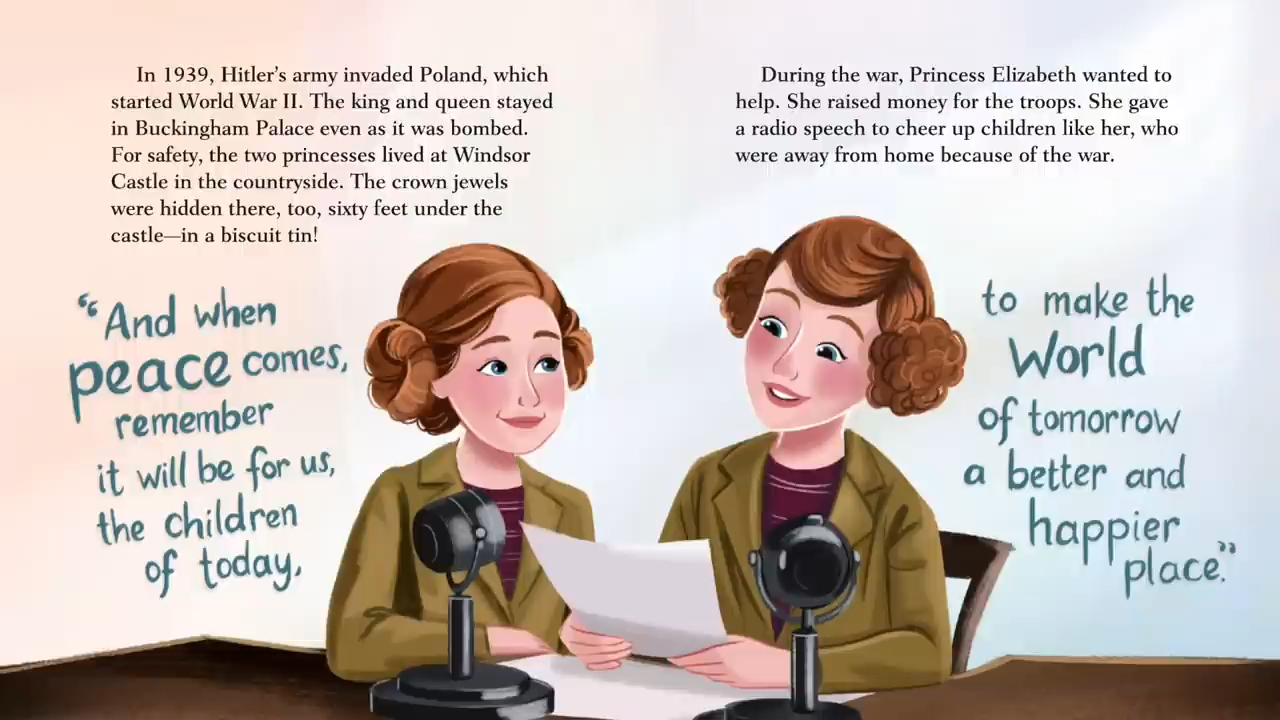 In 1939, Hitler's army invaded Poland, which
started World War II. The king and queen stayed
in Buckingham Palace even as it was bombed.
For safety, the two princesses lived at Windsor
Castle in the countryside. The crown jewels
were hidden there, too, sixty feet under the
castle—in a biscuit tin!
“And when
peace comes,
remember
it will be for us,
the children
of today,
During the war, Princess Elizabeth wanted to
help. She raised money for the troops. She gave
a radio speech to cheer up children like her, who
were away from home because of the war.
to make the
World
of tomorrow
a better and
happier
place.”